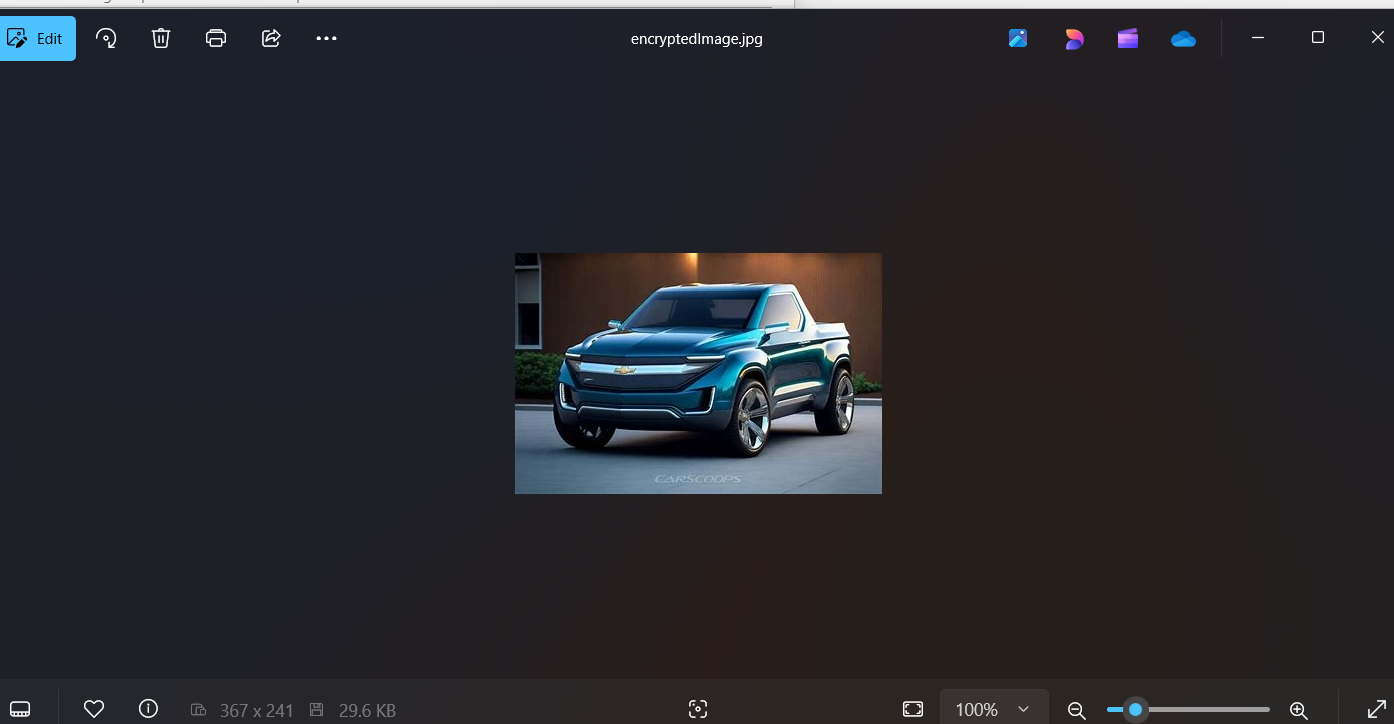 Edit
encryptedImage.jpg
CARSCOOPS
367 x 241
29.6 KB
100%